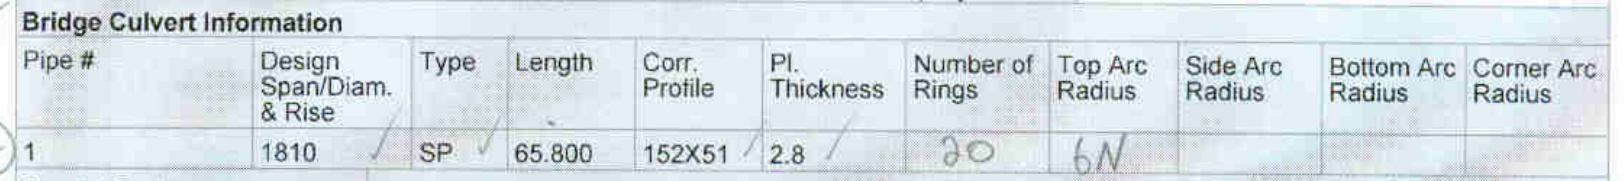 Bridge Culvert Information
Pipe # Design Span/Diam. & Rise Type Length Corr. Profile Pl. Thickness Number of Rings Top Arc Radius Side Arc Radius Bottom Arc Radius Corner Arc Radius
1 1810 SP 65.800 152X51 2.8 20 6N